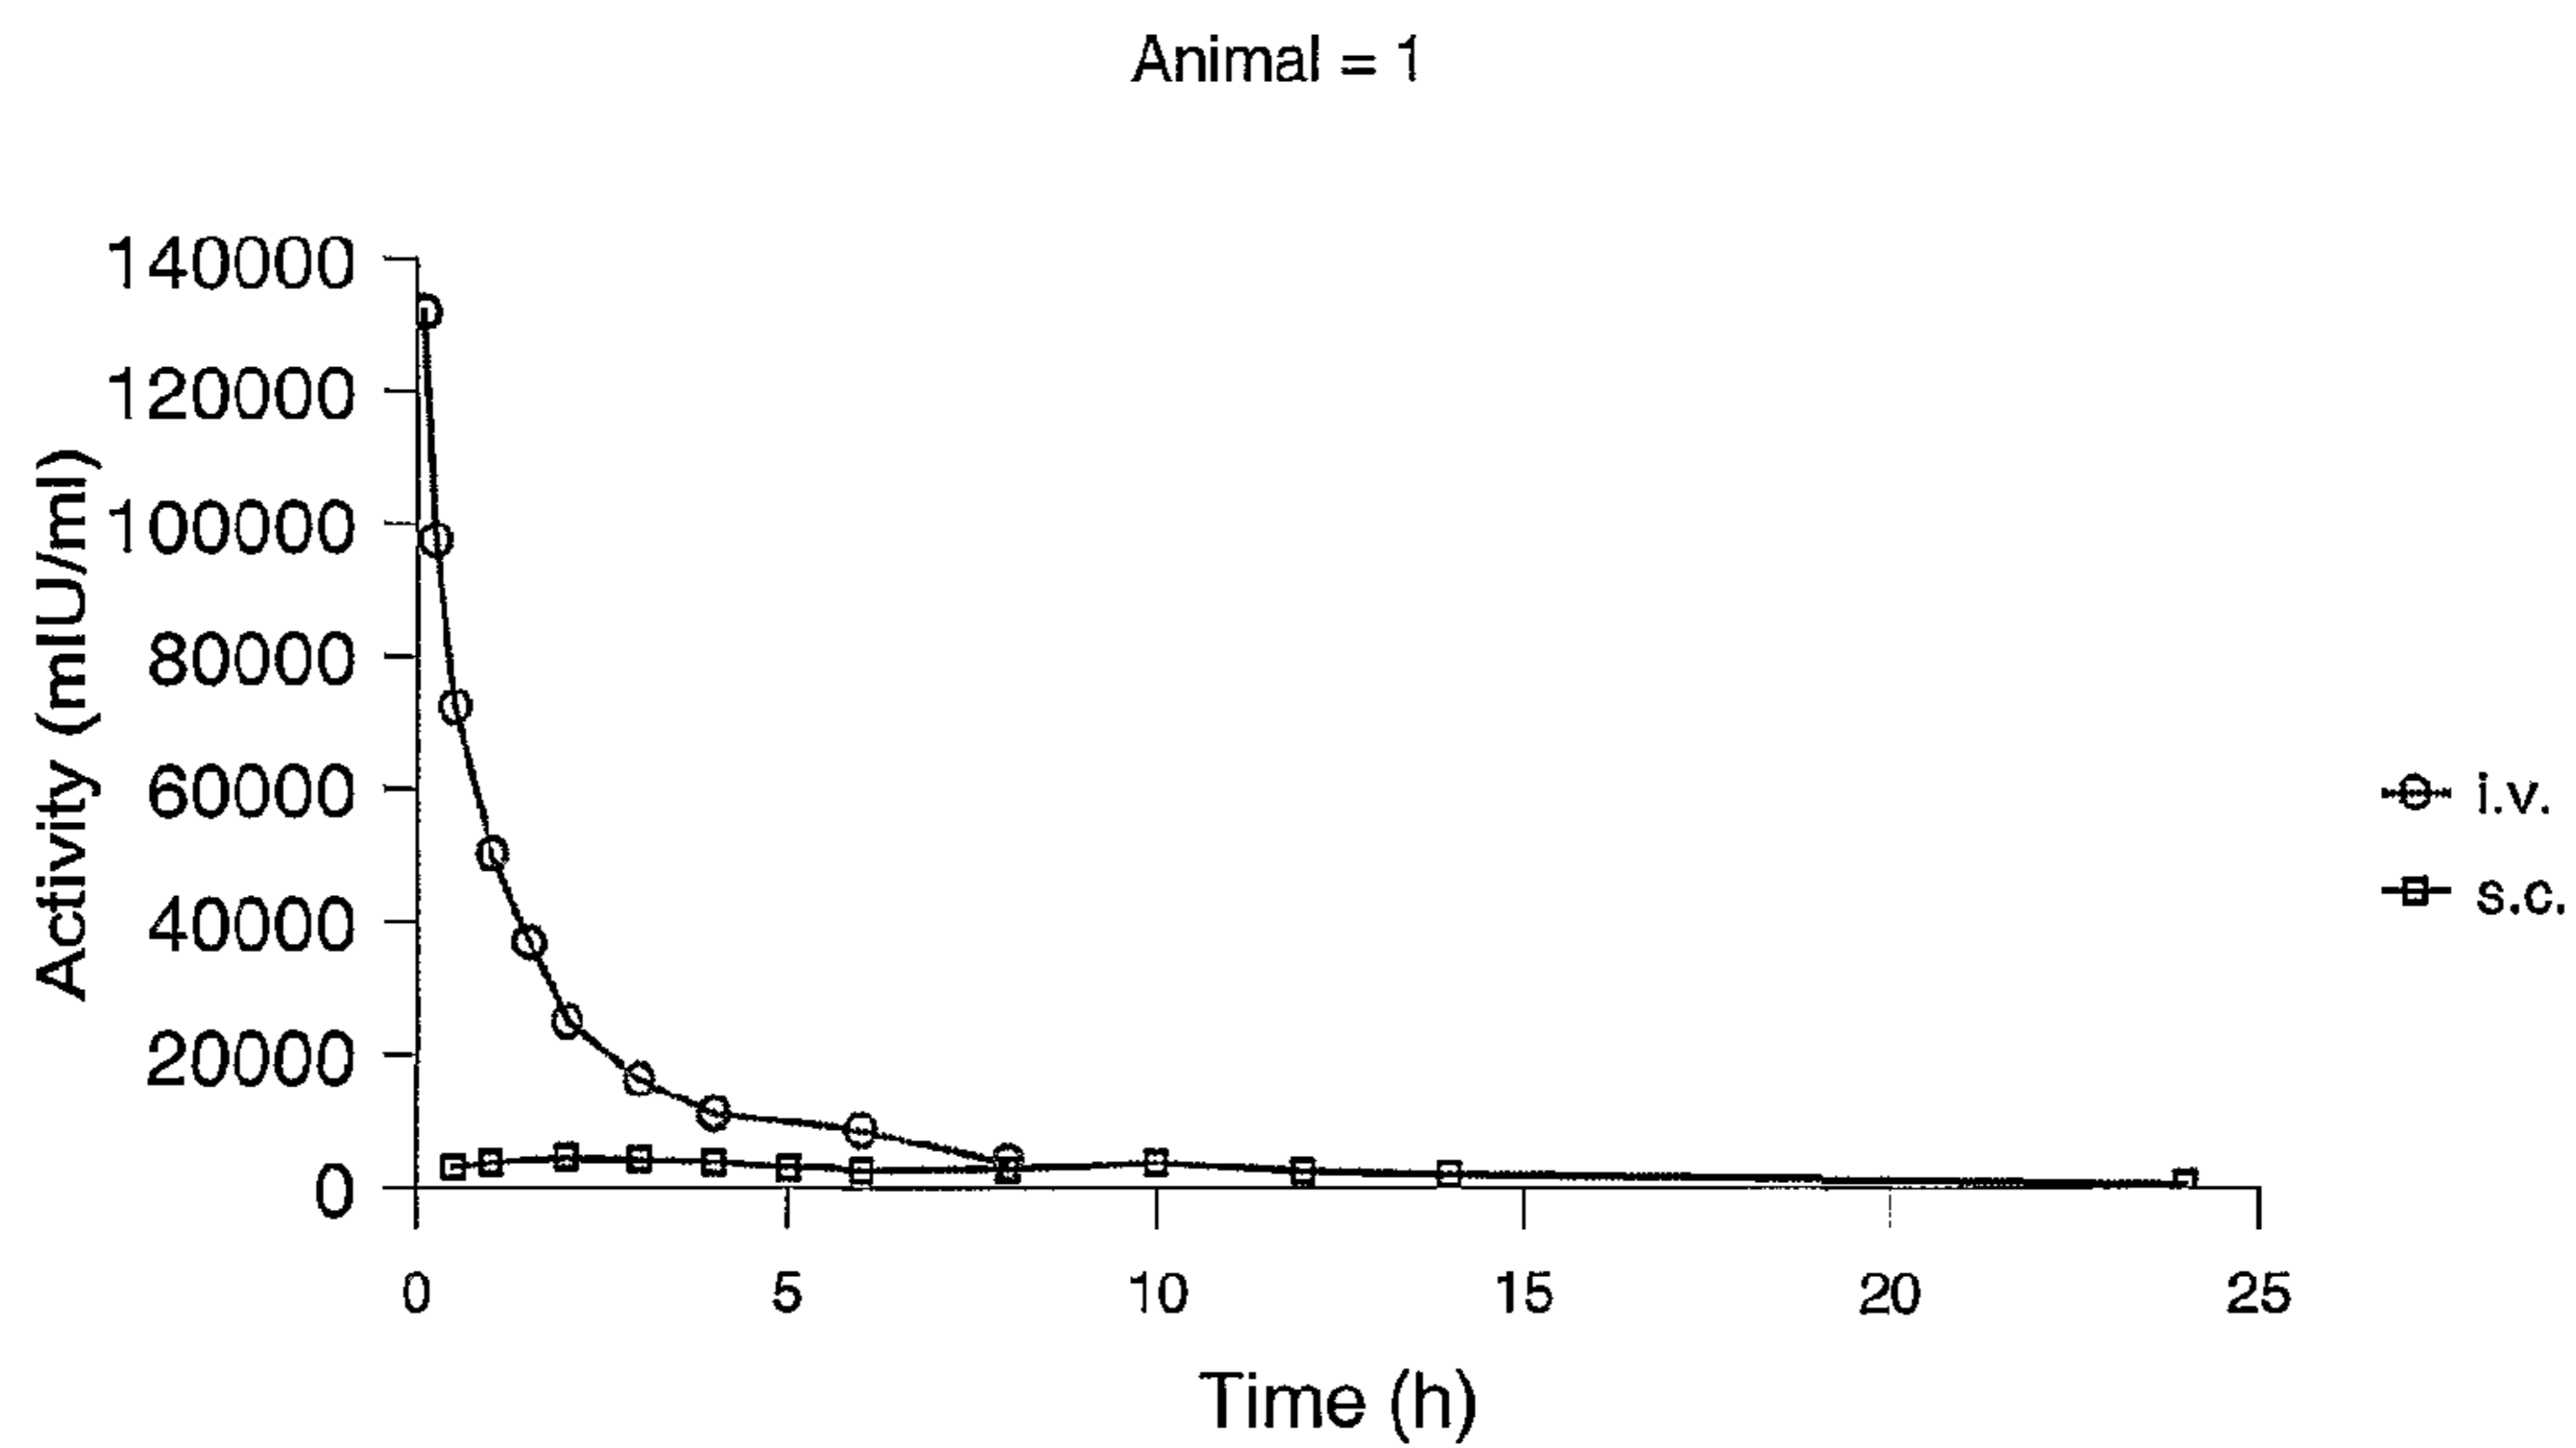 Animal = 1
140000
120000
100000
80000
60000
40000
20000
0
Activity (mIU/ml)
0 5 10 15 20 25
Time (h)
i.v.
s.c.